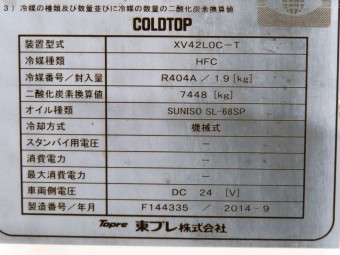 3）冷媒の種類及び数量並びに冷媒の数量の二酸化炭素換算値
COLDTOP
装置型式 XV42LOC-T
冷媒種類 HFC
冷媒番号／封入量 R404A ／ 1.9 [kg]
二酸化炭素換算値 7448 [kg]
オイル種類 SUNISO SL-68SP
冷却方式 機械式
スタンバイ用電圧 －
消費電力 －
最大消費電力 －
車両側電圧 DC 24 [V]
製造番号／年月 F144335 ／ 2014-9
Topre 東プレ株式会社